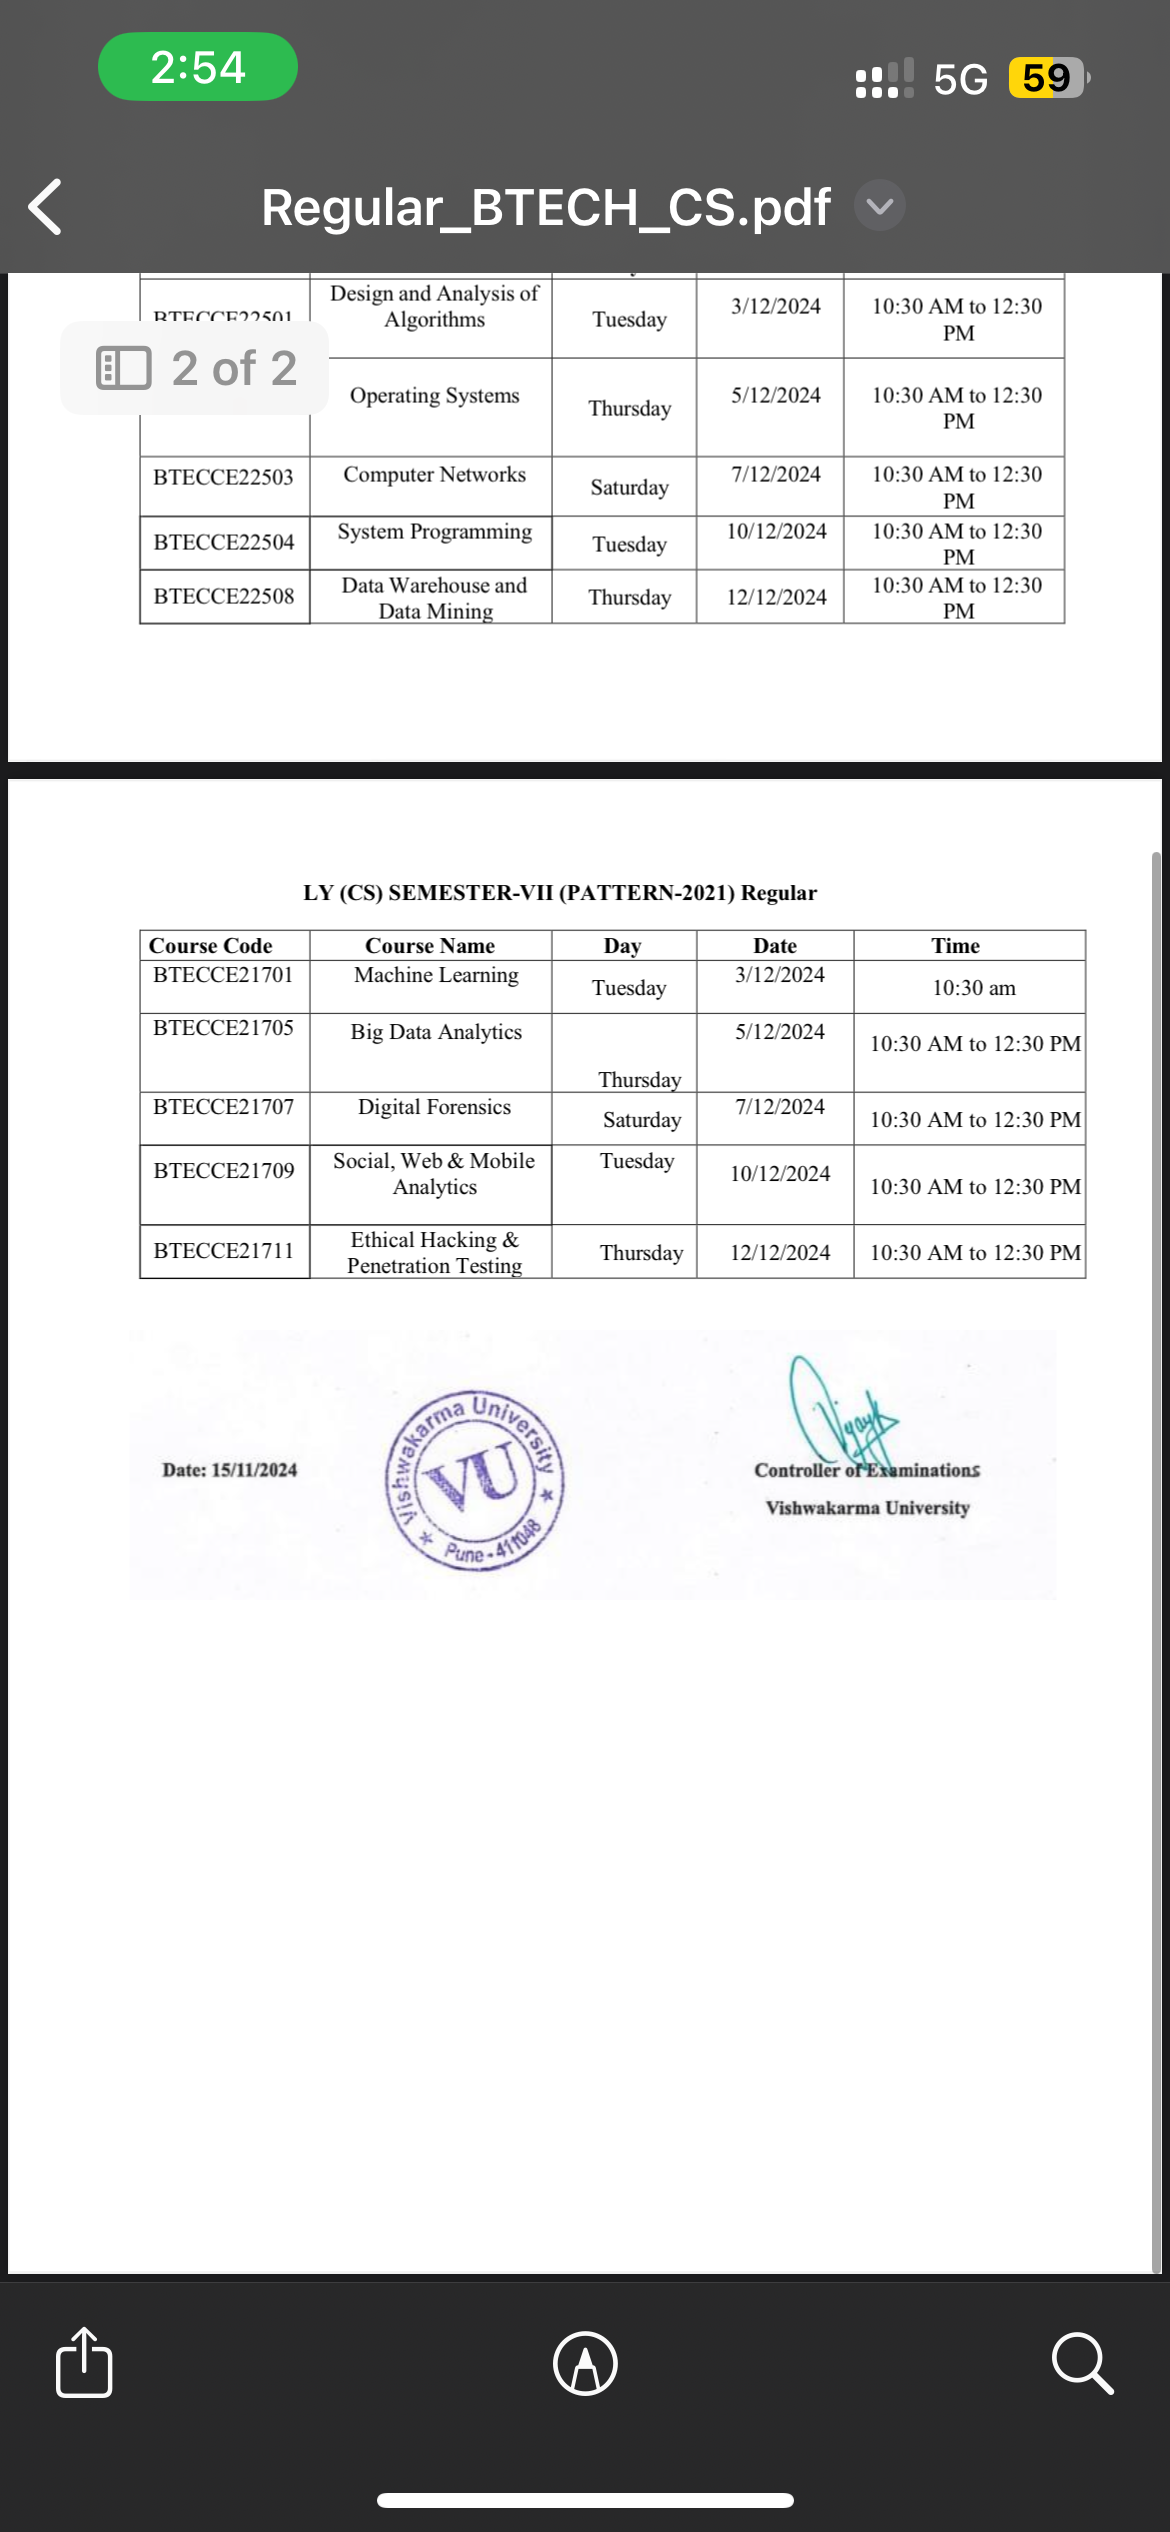 2:54
5G
59
Regular_BTECH_CS.pdf
2 of 2
BTECCE22501 Design and Analysis of Algorithms Tuesday 3/12/2024 10:30 AM to 12:30 PM
Operating Systems Thursday 5/12/2024 10:30 AM to 12:30 PM
BTECCE22503 Computer Networks Saturday 7/12/2024 10:30 AM to 12:30 PM
BTECCE22504 System Programming Tuesday 10/12/2024 10:30 AM to 12:30 PM
BTECCE22508 Data Warehouse and Data Mining Thursday 12/12/2024 10:30 AM to 12:30 PM
LY (CS) SEMESTER-VII (PATTERN-2021) Regular
Course Code Course Name Day Date Time
BTECCE21701 Machine Learning Tuesday 3/12/2024 10:30 am
BTECCE21705 Big Data Analytics Thursday 5/12/2024 10:30 AM to 12:30 PM
BTECCE21707 Digital Forensics Saturday 7/12/2024 10:30 AM to 12:30 PM
BTECCE21709 Social, Web & Mobile Analytics Tuesday 10/12/2024 10:30 AM to 12:30 PM
BTECCE21711 Ethical Hacking & Penetration Testing Thursday 12/12/2024 10:30 AM to 12:30 PM
Date: 15/11/2024
Vishwakarma University
VU
Pune - 411048
Controller of Examinations
Vishwakarma University